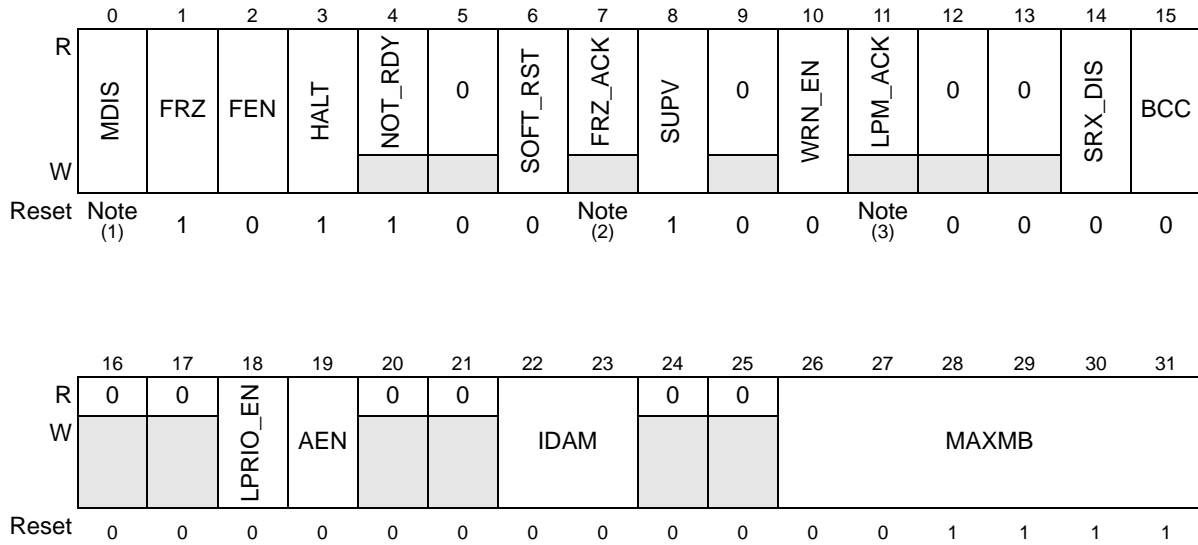 0 1 2 3 4 5 6 7 8 9 10 11 12 13 14 15
R MDIS FRZ FEN HALT NOT_RDY 0 SOFT_RST FRZ_ACK SUPV 0 WRN_EN LPM_ACK 0 0 SRX_DIS BCC
W
Reset Note (1) 1 0 1 1 0 0 Note (2) 1 0 0 Note (3) 0 0 0 0
16 17 18 19 20 21 22 23 24 25 26 27 28 29 30 31
R 0 0 LPRIO_EN AEN 0 0 IDAM 0 0 MAXMB
W
Reset 0 0 0 0 0 0 0 0 0 0 0 0 1 1 1 1